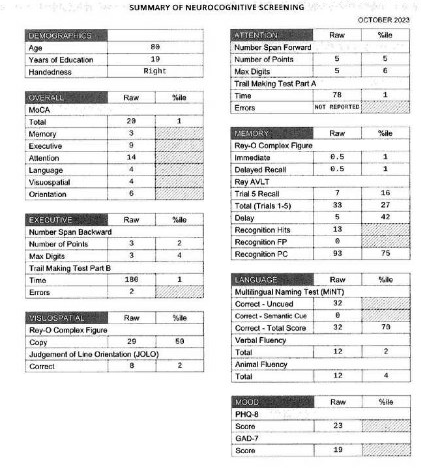 SUMMARY OF NEUROCOGNITIVE SCREENING
OCTOBER 2023
DEMOGRAPHICS
Age 80
Years of Education 19
Handedness Right
OVERALL Raw %ile
MoCA
Total 20 1
Memory 3
Executive 9
Attention 14
Language 4
Visuospatial 4
Orientation 6
EXECUTIVE Raw %ile
Number Span Backward
Number of Points 3 2
Max Digits 3 4
Trail Making Test Part B
Time 186 1
Errors 2
VISUOSPATIAL Raw %ile
Rey-O Complex Figure
Copy 29 50
Judgement of Line Orientation (JOLO)
Correct 8 2
ATTENTION Raw %ile
Number Span Forward
Number of Points 5 5
Max Digits 5 6
Trail Making Test Part A
Time 78 1
Errors NOT REPORTED
MEMORY Raw %ile
Rey-O Complex Figure
Immediate 0.5 1
Delayed Recall 0.5 1
Rey AVLT
Trial 5 Recall 7 16
Total (Trials 1-5) 33 27
Delay 5 42
Recognition Hits 13
Recognition FP 0
Recognition PC 93 75
LANGUAGE Raw %ile
Multilingual Naming Test (MINT)
Correct - Uncued 32
Correct - Semantic Cue 0
Correct - Total Score 32 70
Verbal Fluency
Total 12 2
Animal Fluency
Total 12 4
MOOD Raw %ile
PHQ-8
Score 23
GAD-7
Score 19